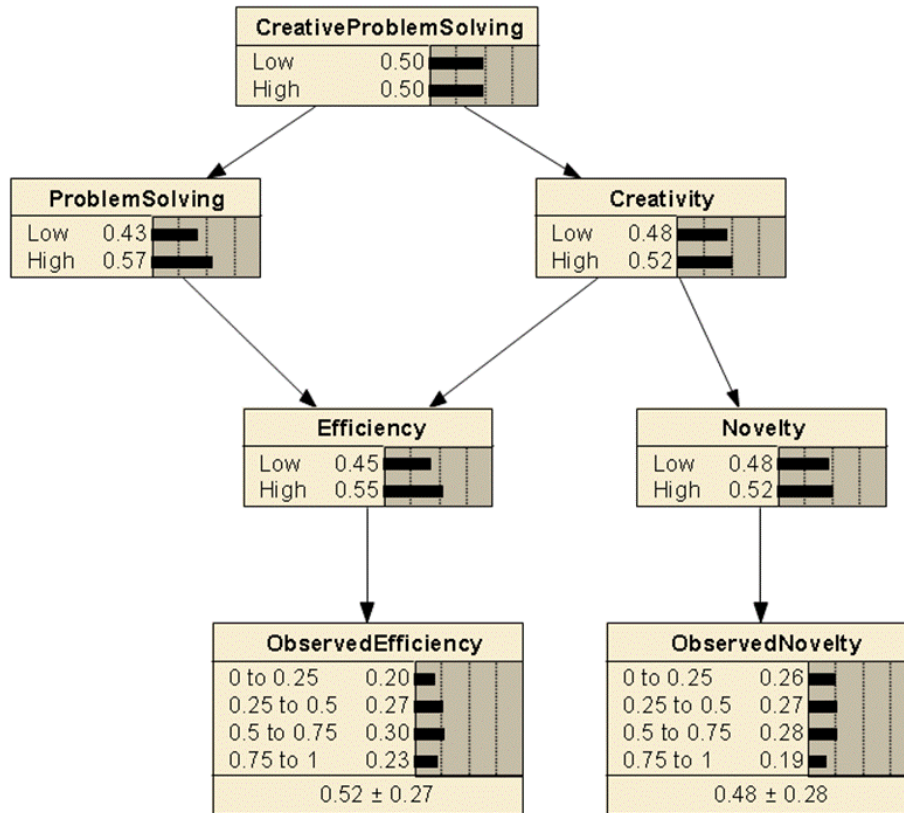 CreativeProblemSolving
Low 0.50
High 0.50
ProblemSolving
Low 0.43
High 0.57
Creativity
Low 0.48
High 0.52
Efficiency
Low 0.45
High 0.55
Novelty
Low 0.48
High 0.52
ObservedEfficiency
0 to 0.25 0.20
0.25 to 0.5 0.27
0.5 to 0.75 0.30
0.75 to 1 0.23
0.52 ± 0.27
ObservedNovelty
0 to 0.25 0.26
0.25 to 0.5 0.27
0.5 to 0.75 0.28
0.75 to 1 0.19
0.48 ± 0.28